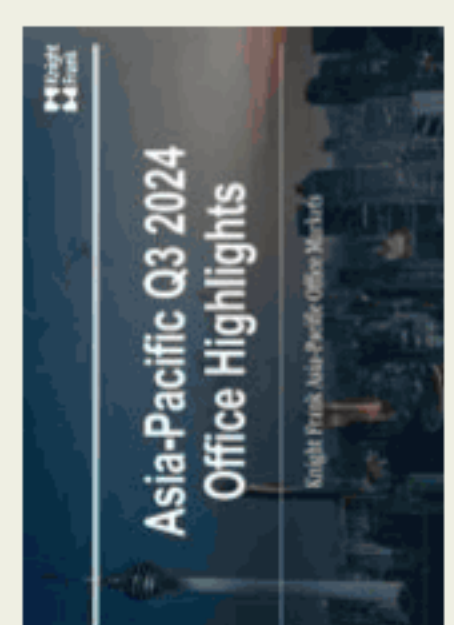 Knight
Frank
Asia-Pacific Q3 2024
Office Highlights
Knight Frank Asia-Pacific Office Markets